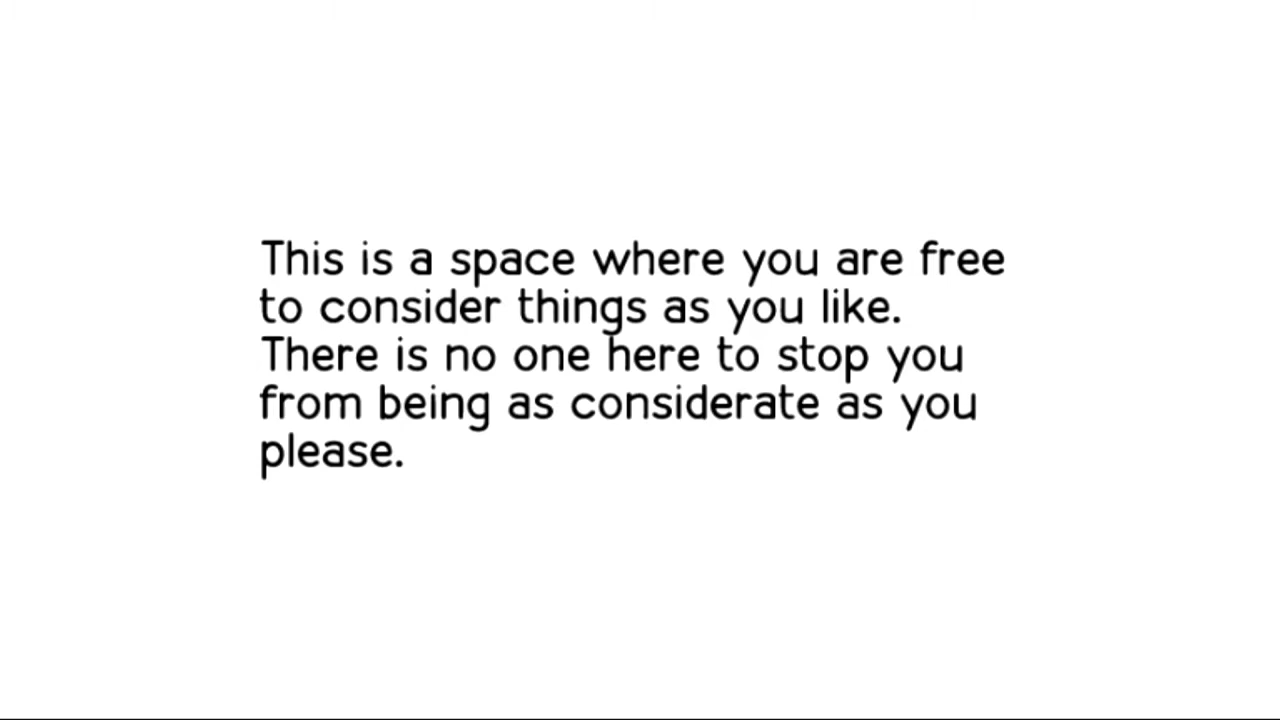 This is a space where you are free
to consider things as you like.
There is no one here to stop you
from being as considerate as you
please.